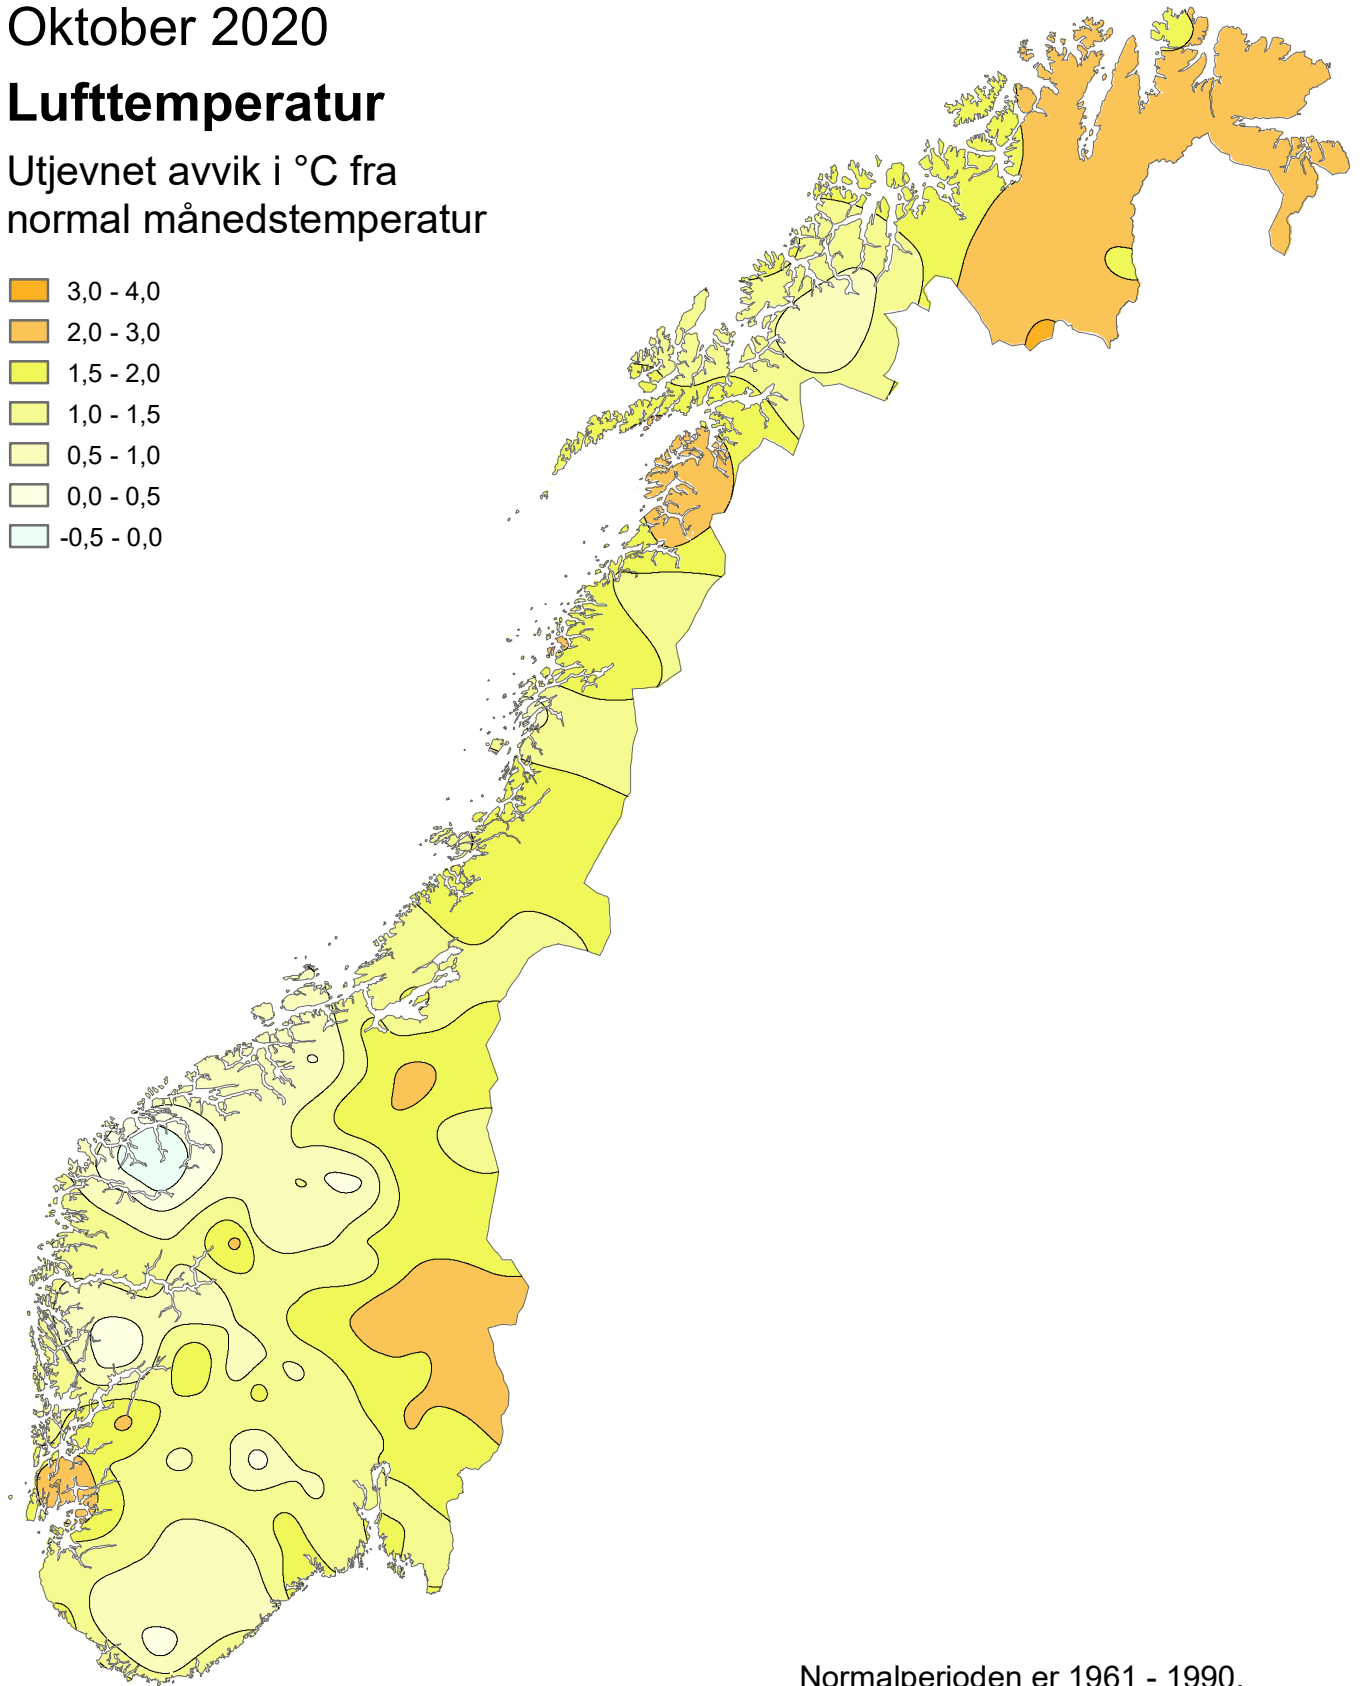 Oktober 2020
Lufttemperatur
Utjevnet avvik i °C fra
normal månedstemperatur
3,0 - 4,0
2,0 - 3,0
1,5 - 2,0
1,0 - 1,5
0,5 - 1,0
0,0 - 0,5
-0,5 - 0,0
Normalperioden er 1961 - 1990.